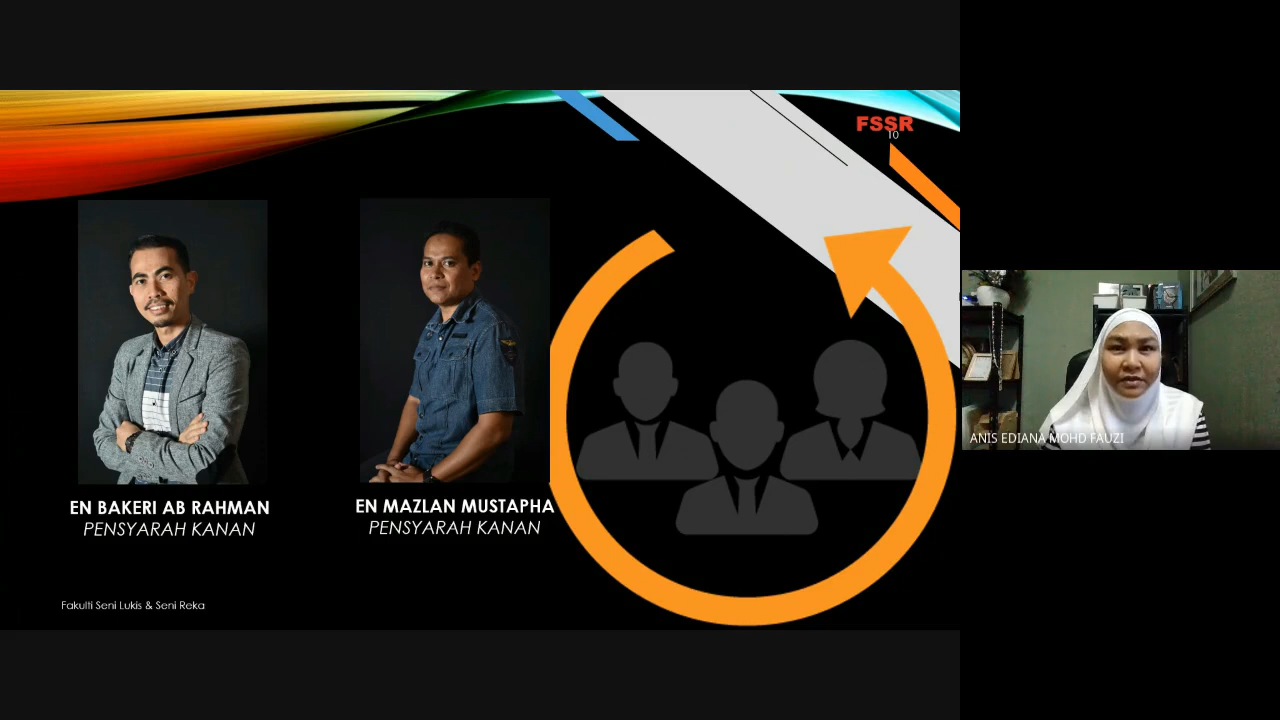 FSSR
10
EN BAKERI AB RAHMAN
PENSYARAH KANAN
EN MAZLAN MUSTAPHA
PENSYARAH KANAN
Fakulti Seni Lukis & Seni Reka
ANIS EDIANA MOHD FAUZI